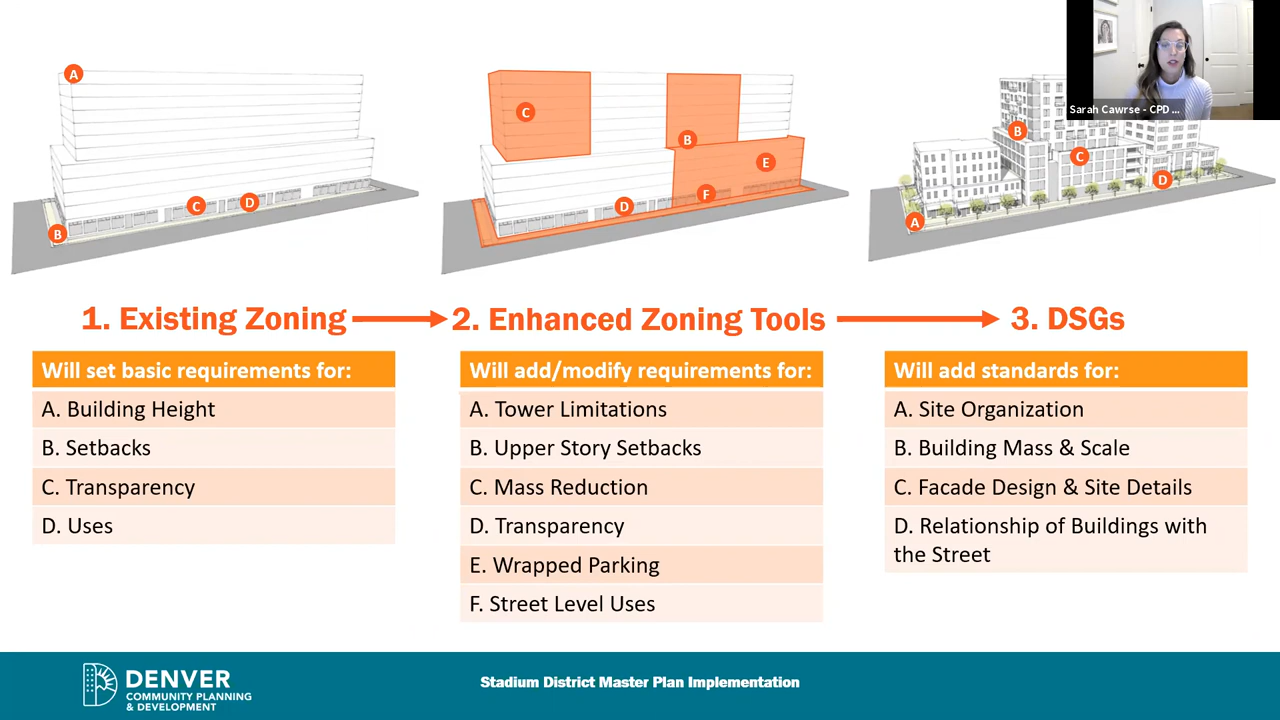 Sarah Cawrse - CPD ...
A
B
C
D
C
B
E
F
D
B
C
D
A
1. Existing Zoning
2. Enhanced Zoning Tools
3. DSGs
Will set basic requirements for:
A. Building Height
B. Setbacks
C. Transparency
D. Uses
Will add/modify requirements for:
A. Tower Limitations
B. Upper Story Setbacks
C. Mass Reduction
D. Transparency
E. Wrapped Parking
F. Street Level Uses
Will add standards for:
A. Site Organization
B. Building Mass & Scale
C. Facade Design & Site Details
D. Relationship of Buildings with
the Street
DENVER
COMMUNITY PLANNING
& DEVELOPMENT
Stadium District Master Plan Implementation